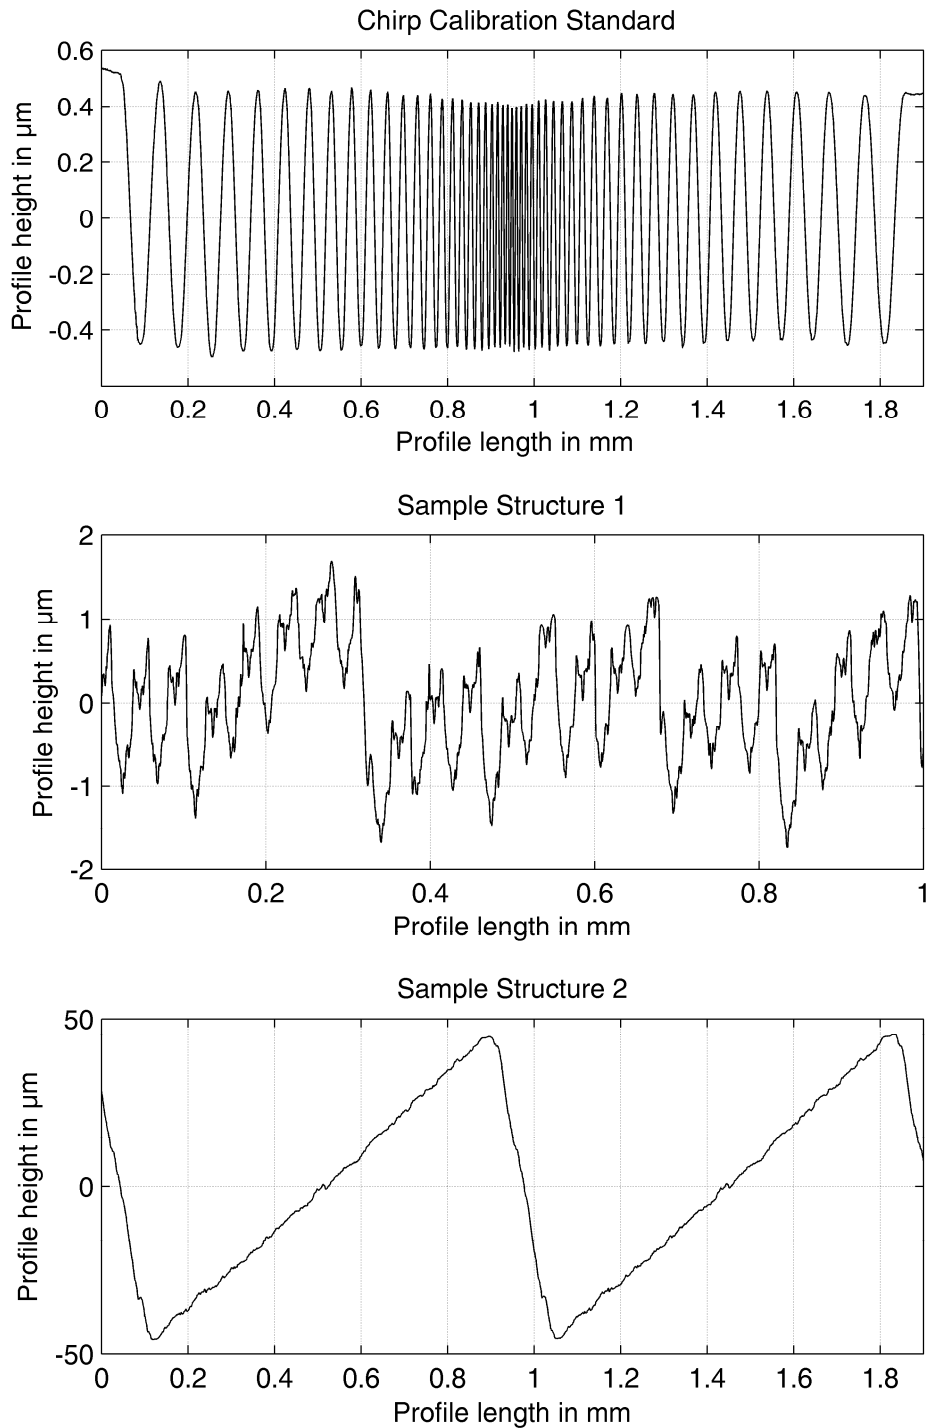 Chirp Calibration Standard
Profile height in µm
0.6
0.4
0.2
0
-0.2
-0.4
0 0.2 0.4 0.6 0.8 1 1.2 1.4 1.6 1.8
Profile length in mm
Sample Structure 1
Profile height in µm
2
1
0
-1
-2
0 0.2 0.4 0.6 0.8 1
Profile length in mm
Sample Structure 2
Profile height in µm
50
0
-50
0 0.2 0.4 0.6 0.8 1 1.2 1.4 1.6 1.8
Profile length in mm